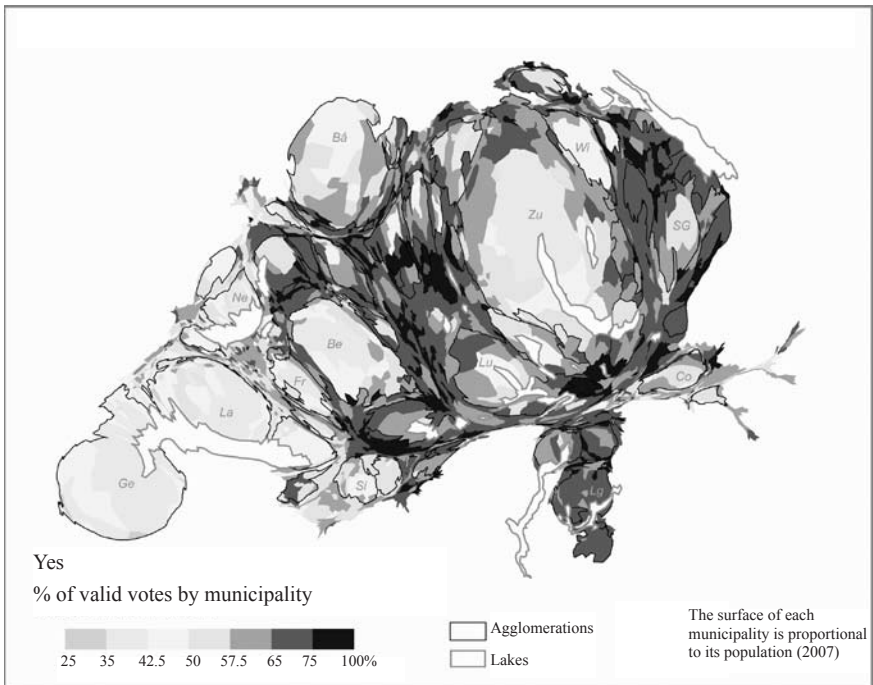 Bâ
Wi
Zu
SG
Ne
Be
Lu
Fr
Co
La
Si
Ge
Lg
Yes
% of valid votes by municipality
25 35 42.5 50 57.5 65 75 100%
Agglomerations
Lakes
The surface of each
municipality is proportional
to its population (2007)